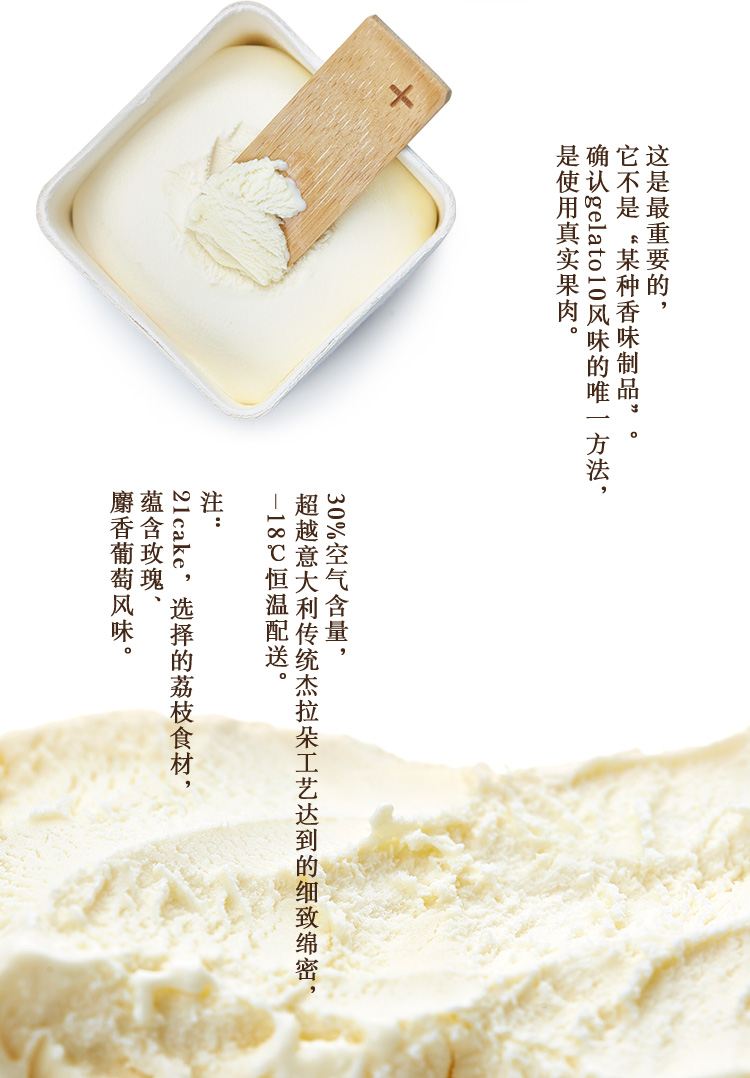 这是最重要的，
它不是“某种香味制品”。
确认gelato10风味的唯一方法，
是使用真实果肉。
30%空气含量，
超越意大利传统杰拉朵工艺达到的细致绵密，
-18℃恒温配送。
注：
21cake，选择的荔枝食材，
蕴含玫瑰、
麝香葡萄风味。